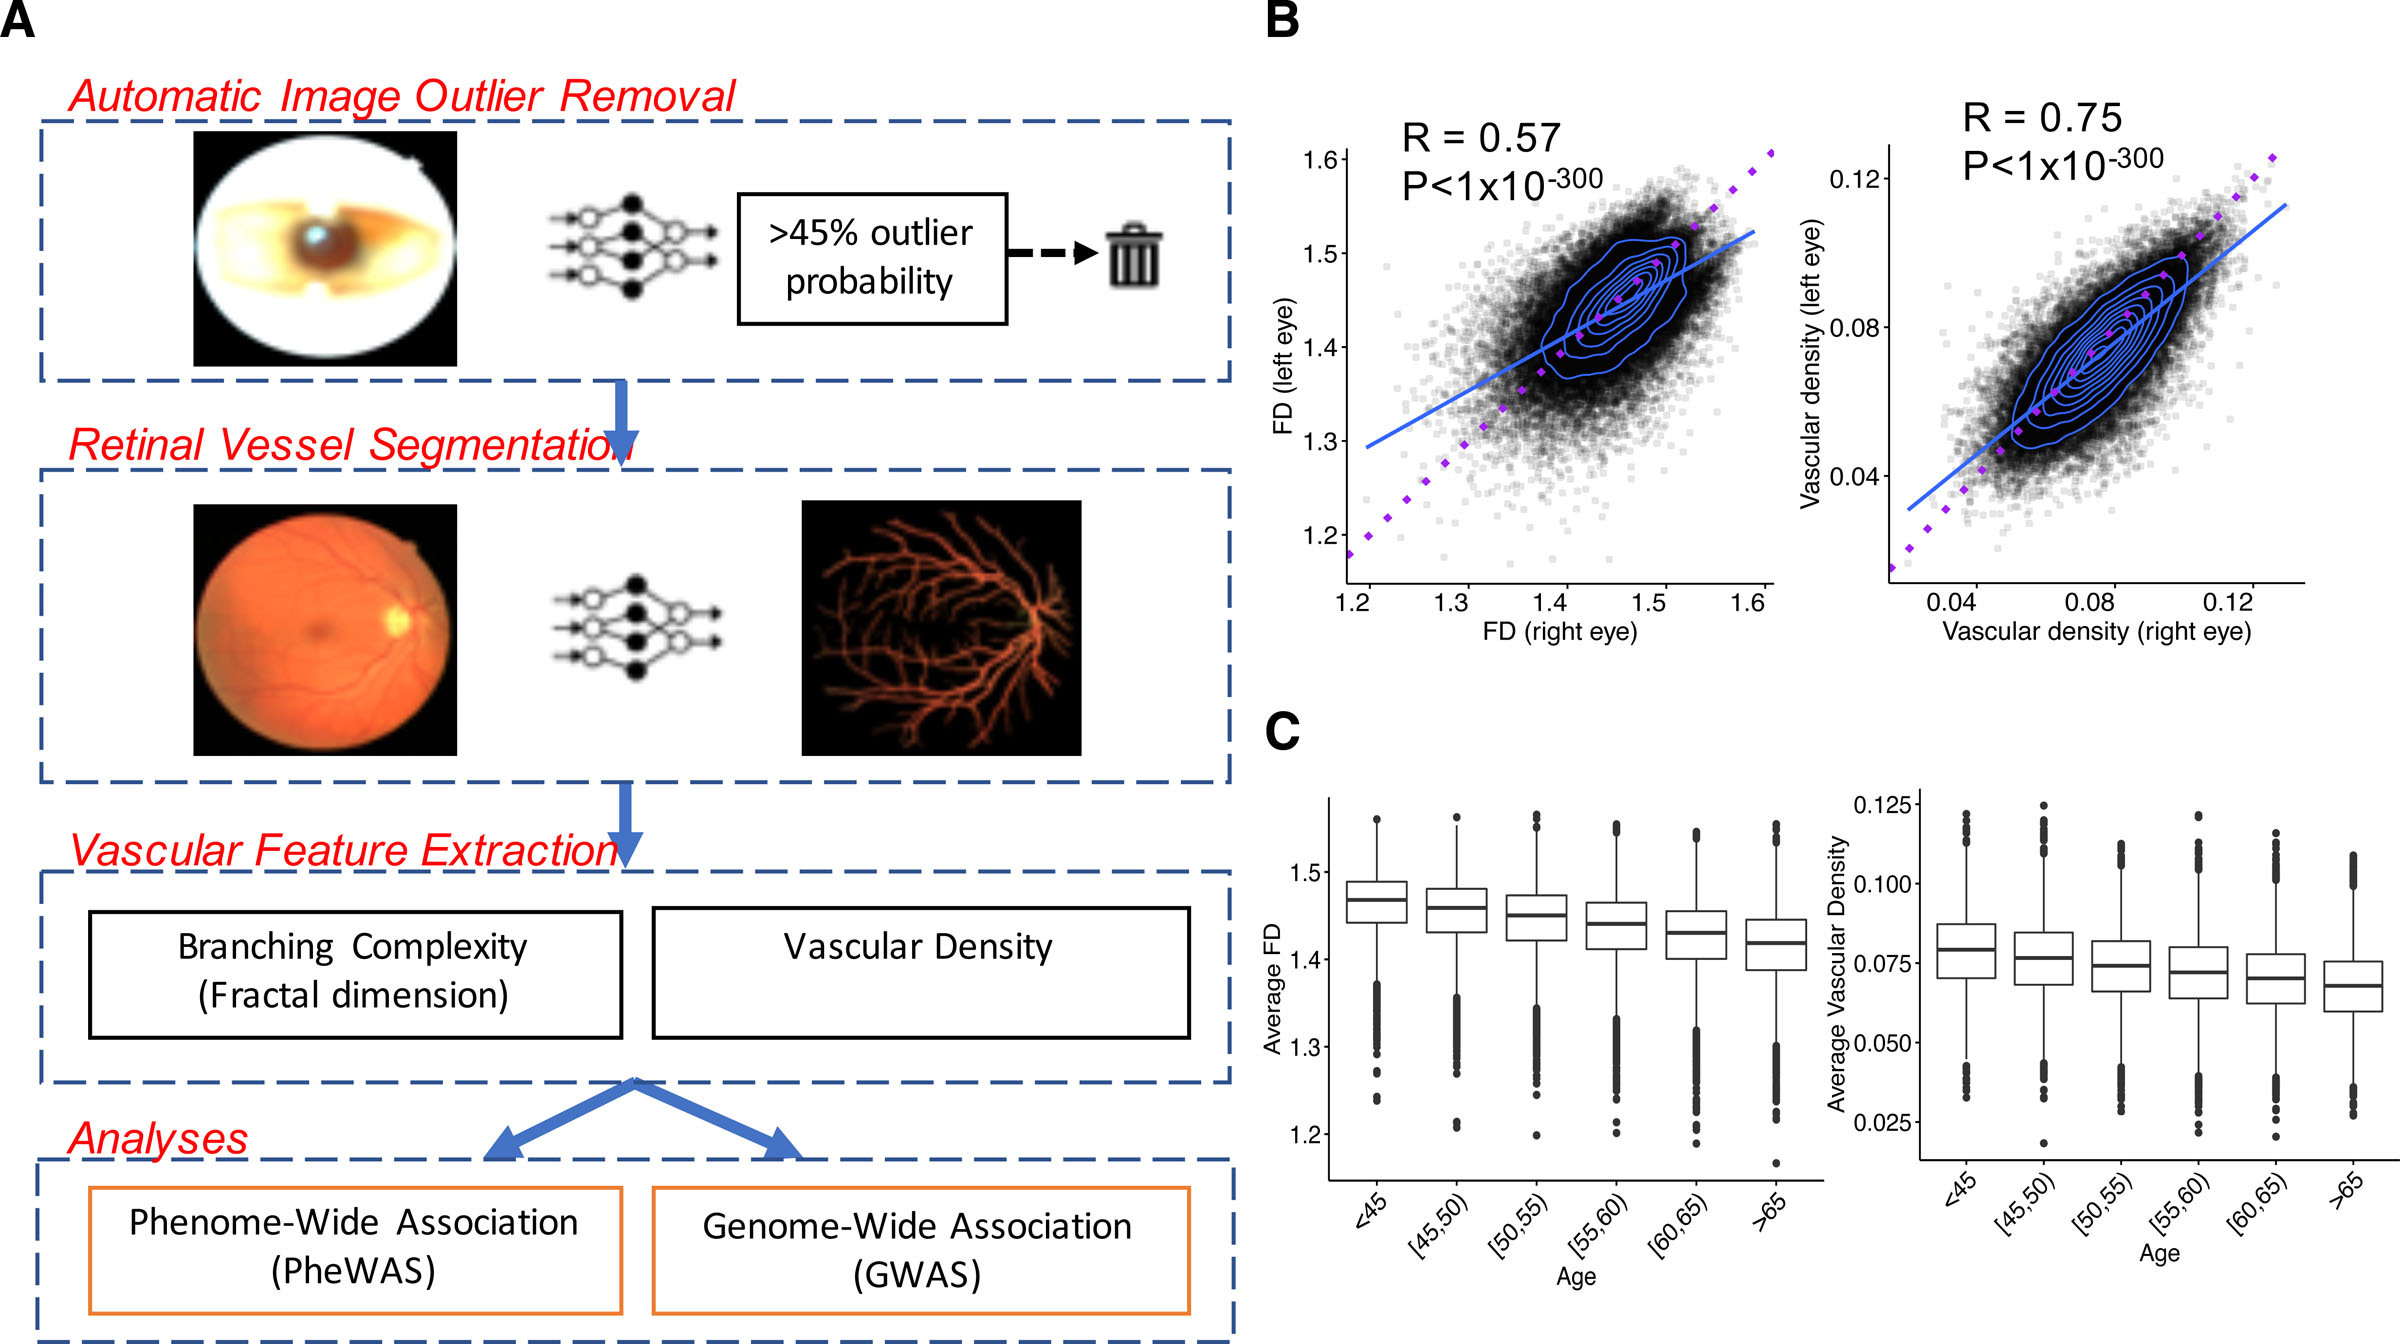 A
Automatic Image Outlier Removal
>45% outlier
probability
Retinal Vessel Segmentation
Vascular Feature Extraction
Branching Complexity
(Fractal dimension)
Vascular Density
Analyses
Phenome-Wide Association
(PheWAS)
Genome-Wide Association
(GWAS)
B
R = 0.57
P<1x10-300
1.6
1.5
1.4
1.3
1.2
FD (left eye)
1.2 1.3 1.4 1.5 1.6
FD (right eye)
R = 0.75
P<1x10-300
0.12
0.08
0.04
Vascular density (left eye)
0.04 0.08 0.12
Vascular density (right eye)
C
1.5
1.4
1.3
1.2
Average FD
<45 [45,50) [50,55) [55,60) [60,65) >65
Age
0.125
0.100
0.075
0.050
0.025
Average Vascular Density
<45 [45,50) [50,55) [55,60) [60,65) >65
Age